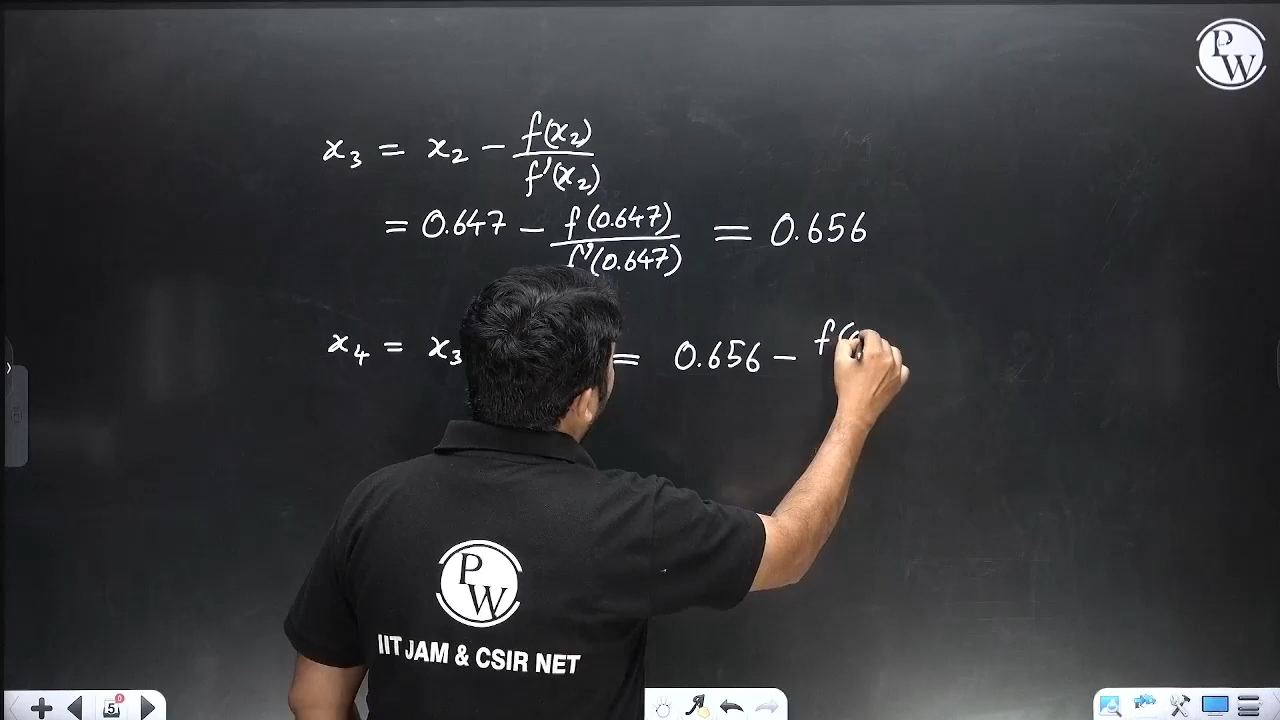 PW
x₃ = x₂ − f(x₂)/f'(x₂)
= 0.647 − f(0.647)/f'(0.647) = 0.656
x₄ = x₃ = 0.656 − f(
PW
IIT JAM & CSIR NET
5